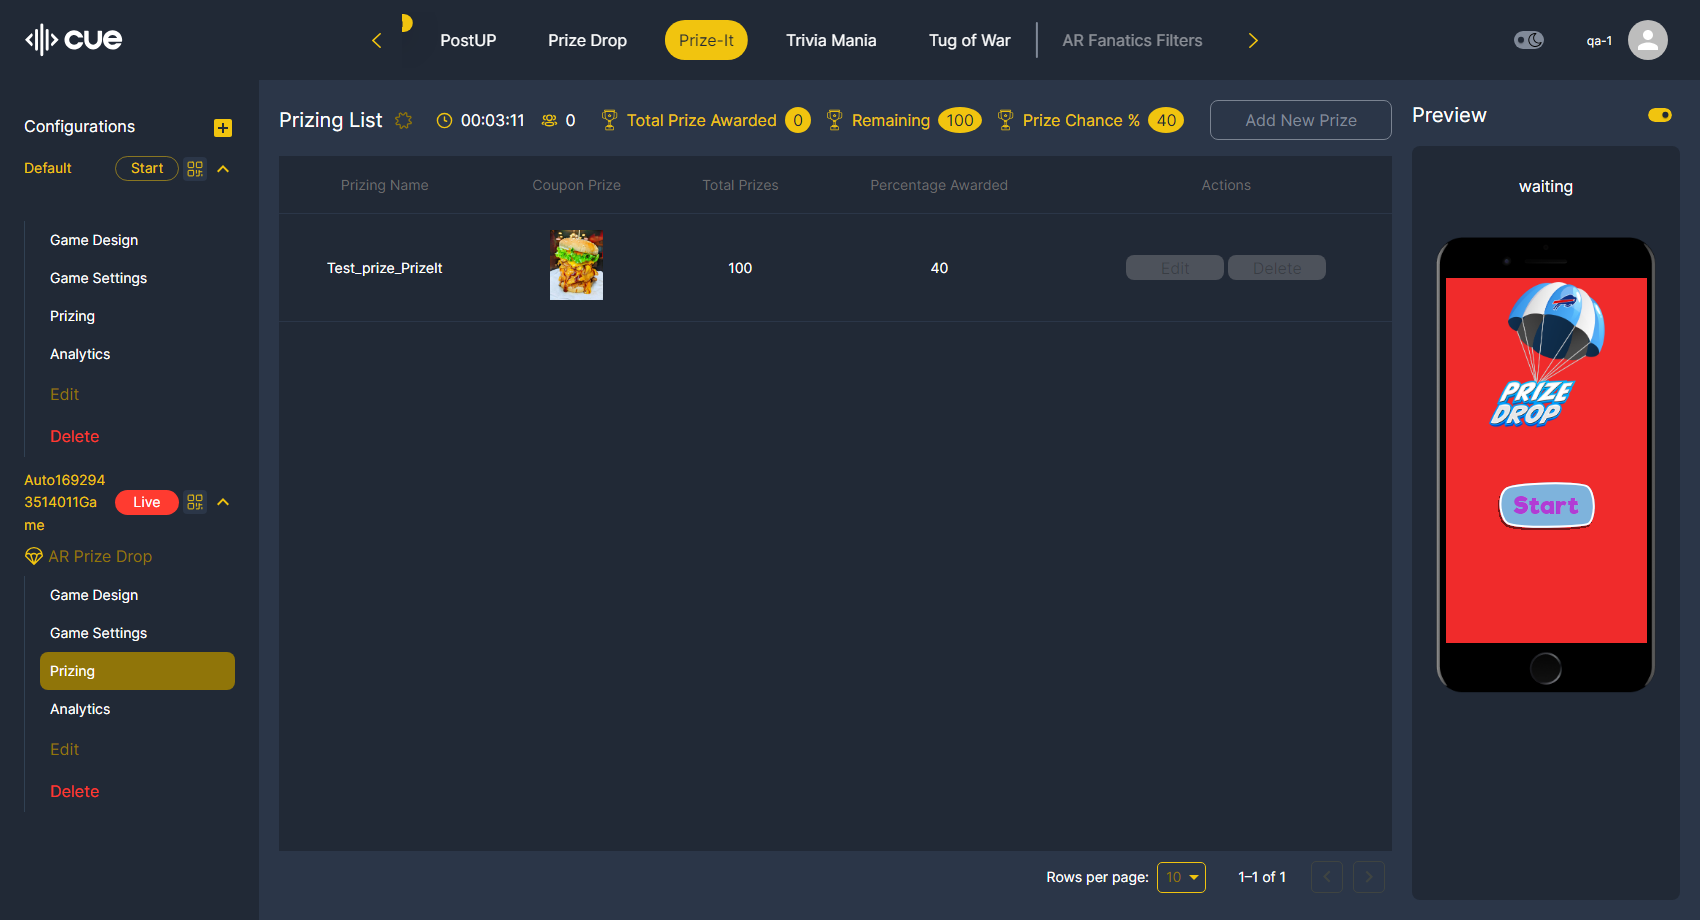 cue
PostUP
Prize Drop
Prize-It
Trivia Mania
Tug of War
AR Fanatics Filters
qa-1
Configurations
Default
Start
Game Design
Game Settings
Prizing
Analytics
Edit
Delete
Auto169294
3514011Ga
me
Live
AR Prize Drop
Game Design
Game Settings
Prizing
Analytics
Edit
Delete
Prizing List
00:03:11
0
Total Prize Awarded 0
Remaining 100
Prize Chance % 40
Add New Prize
Prizing Name
Coupon Prize
Total Prizes
Percentage Awarded
Actions
Test_prize_PrizeIt
100
40
Edit
Delete
Rows per page: 10
1–1 of 1
Preview
waiting
PRIZE
DROP
Start